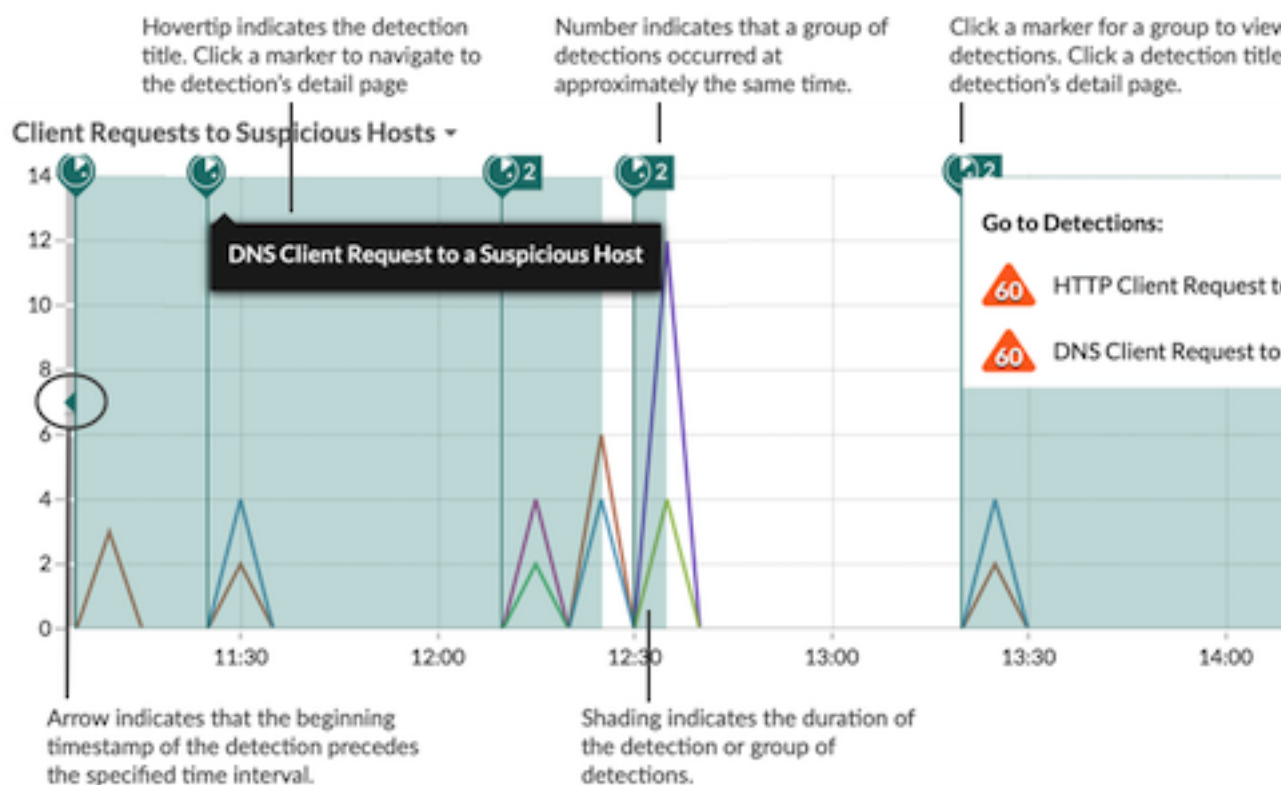 Hovertip indicates the detection
title. Click a marker to navigate to
the detection's detail page
Number indicates that a group of
detections occurred at
approximately the same time.
Click a marker for a group to view
detections. Click a detection title
detection's detail page.
Client Requests to Suspicious Hosts
14
12
10
8
6
4
2
0
2
2
2
DNS Client Request to a Suspicious Host
Go to Detections:
60 HTTP Client Request to
60 DNS Client Request to
11:30 12:00 12:30 13:00 13:30 14:00
Arrow indicates that the beginning
timestamp of the detection precedes
the specified time interval.
Shading indicates the duration of
the detection or group of
detections.